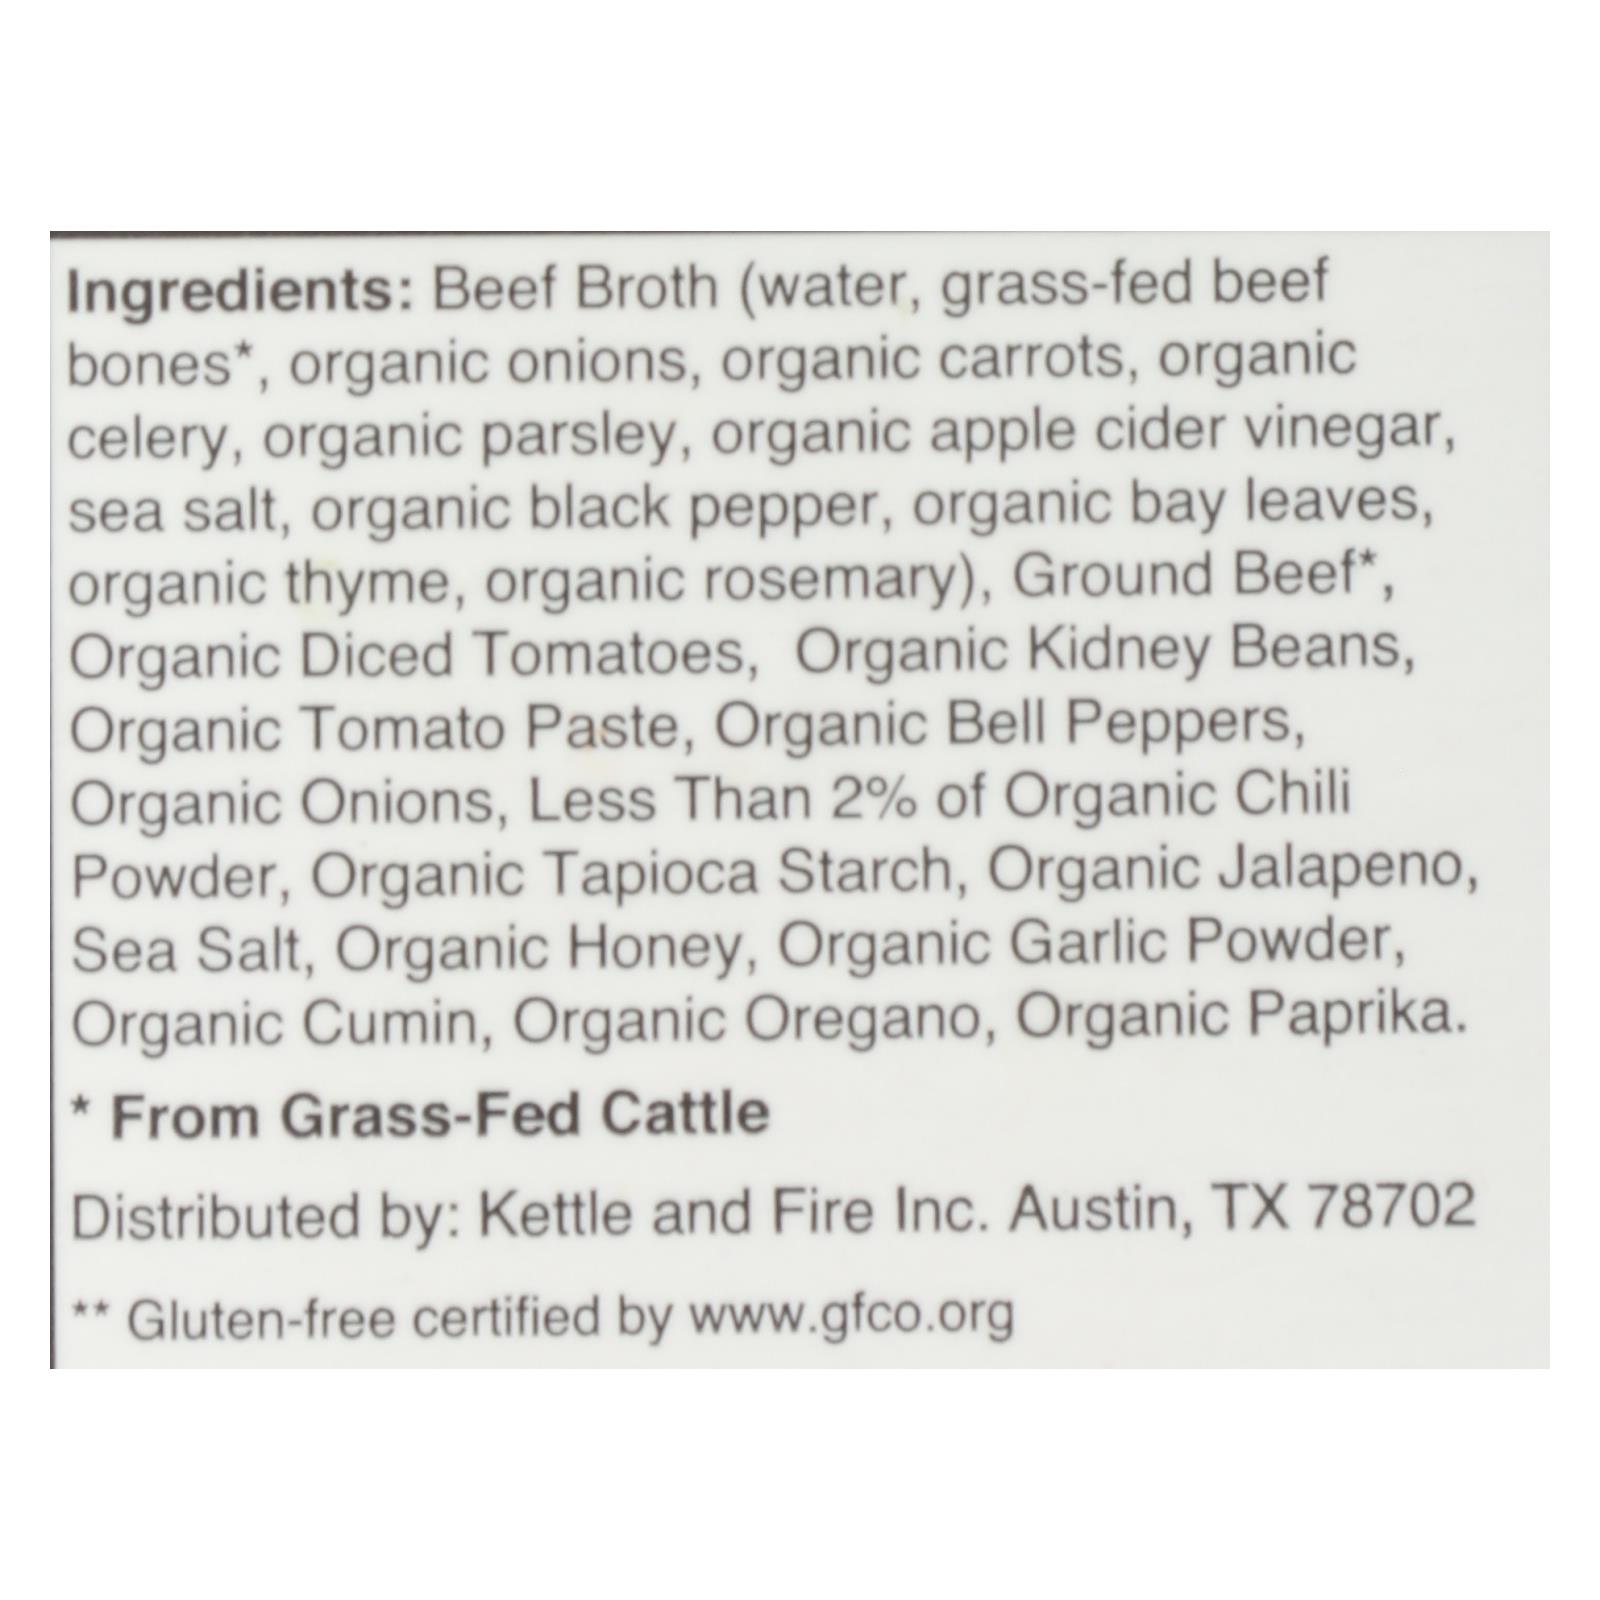 Ingredients: Beef Broth (water, grass-fed beef
bones*, organic onions, organic carrots, organic
celery, organic parsley, organic apple cider vinegar,
sea salt, organic black pepper, organic bay leaves,
organic thyme, organic rosemary), Ground Beef*,
Organic Diced Tomatoes,  Organic Kidney Beans,
Organic Tomato Paste, Organic Bell Peppers,
Organic Onions, Less Than 2% of Organic Chili
Powder, Organic Tapioca Starch, Organic Jalapeno,
Sea Salt, Organic Honey, Organic Garlic Powder,
Organic Cumin, Organic Oregano, Organic Paprika.
* From Grass-Fed Cattle
Distributed by: Kettle and Fire Inc. Austin, TX 78702
** Gluten-free certified by www.gfco.org